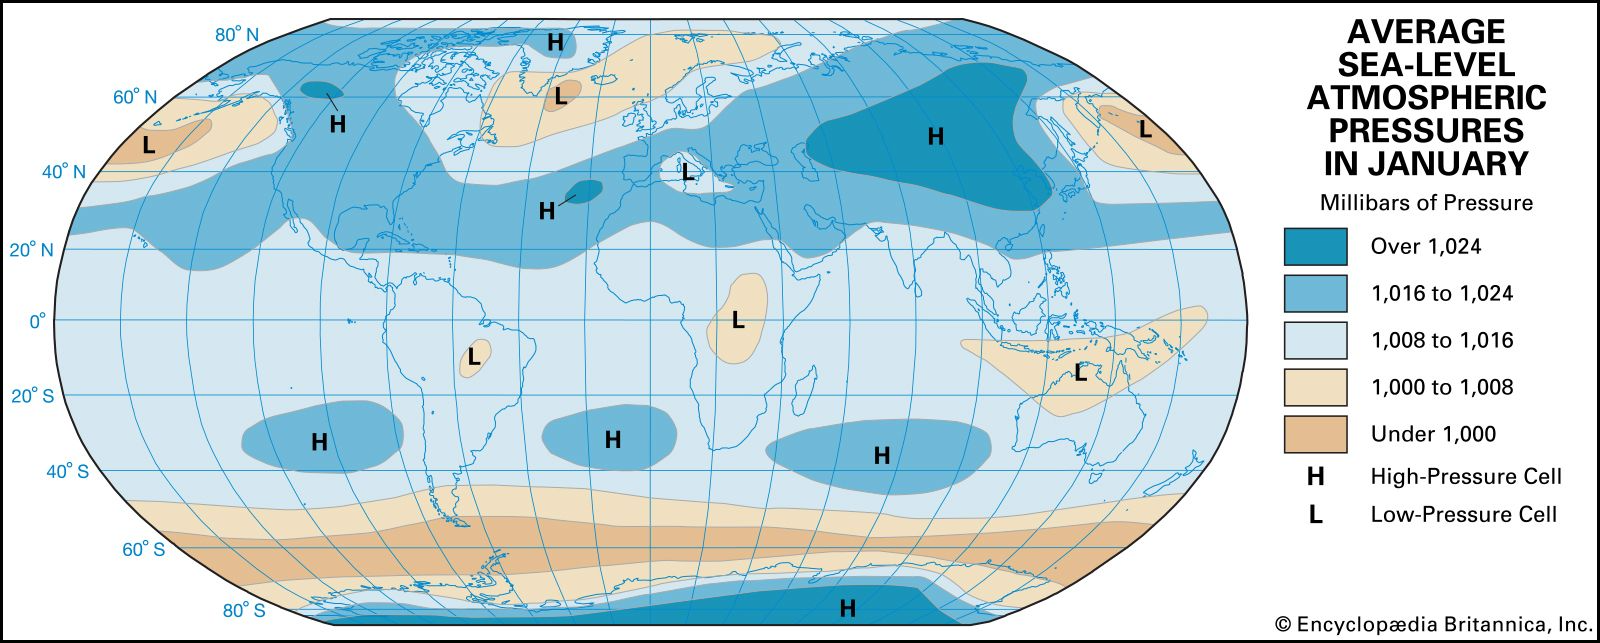 AVERAGE
SEA-LEVEL
ATMOSPHERIC
PRESSURES
IN JANUARY
Millibars of Pressure
Over 1,024
1,016 to 1,024
1,008 to 1,016
1,000 to 1,008
Under 1,000
H High-Pressure Cell
L Low-Pressure Cell
80° N
60° N
40° N
20° N
0°
20° S
40° S
60° S
80° S
H
L
H
L
H
L
L
H
L
L
L
H
H
H
H
H
© Encyclopædia Britannica, Inc.